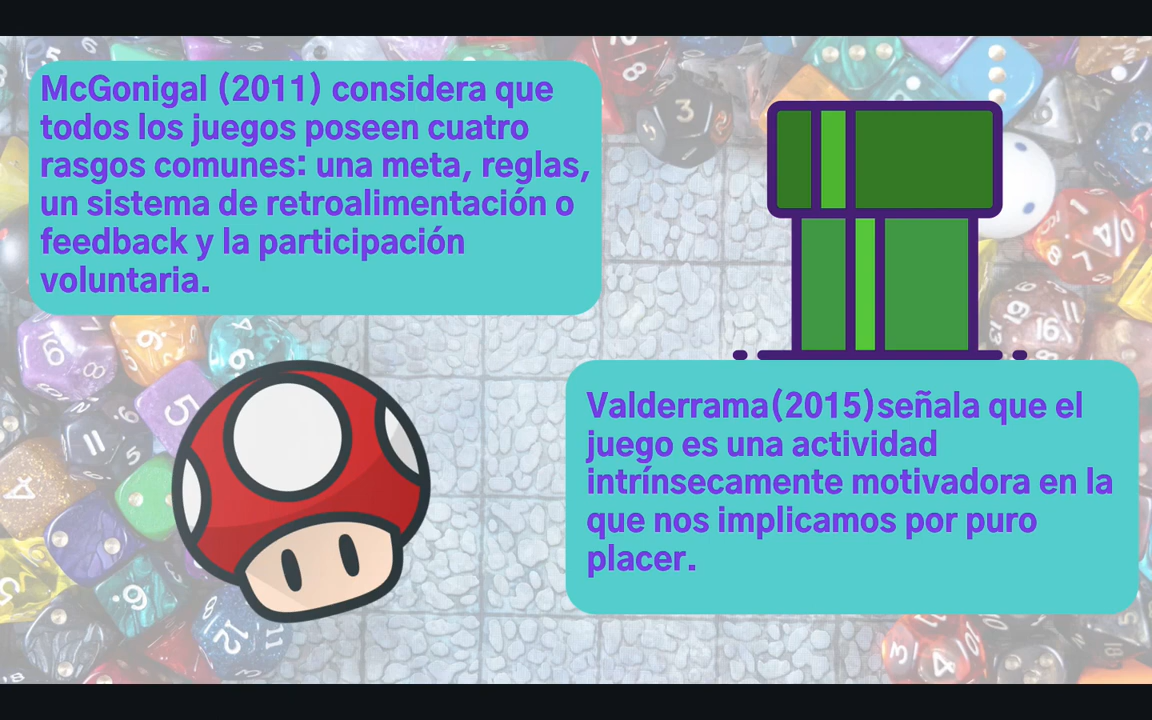 McGonigal (2011) considera que
todos los juegos poseen cuatro
rasgos comunes: una meta, reglas,
un sistema de retroalimentación o
feedback y la participación
voluntaria.
Valderrama(2015)señala que el
juego es una actividad
intrínsecamente motivadora en la
que nos implicamos por puro
placer.